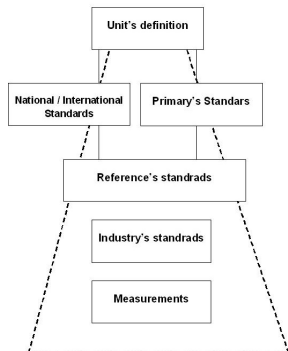 Unit's definition
National / International
Standards
Primary's Standars
Reference's standrads
Industry's standrads
Measurements